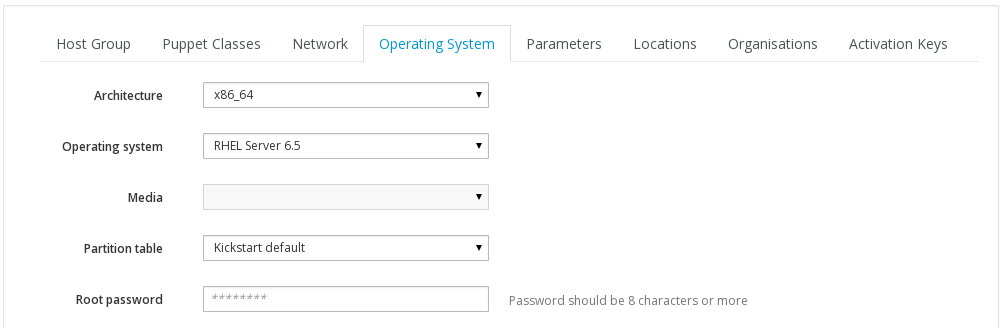 Host Group Puppet Classes Network Operating System Parameters Locations Organisations Activation Keys
Architecture x86_64
Operating system RHEL Server 6.5
Media
Partition table Kickstart default
Root password ******** Password should be 8 characters or more